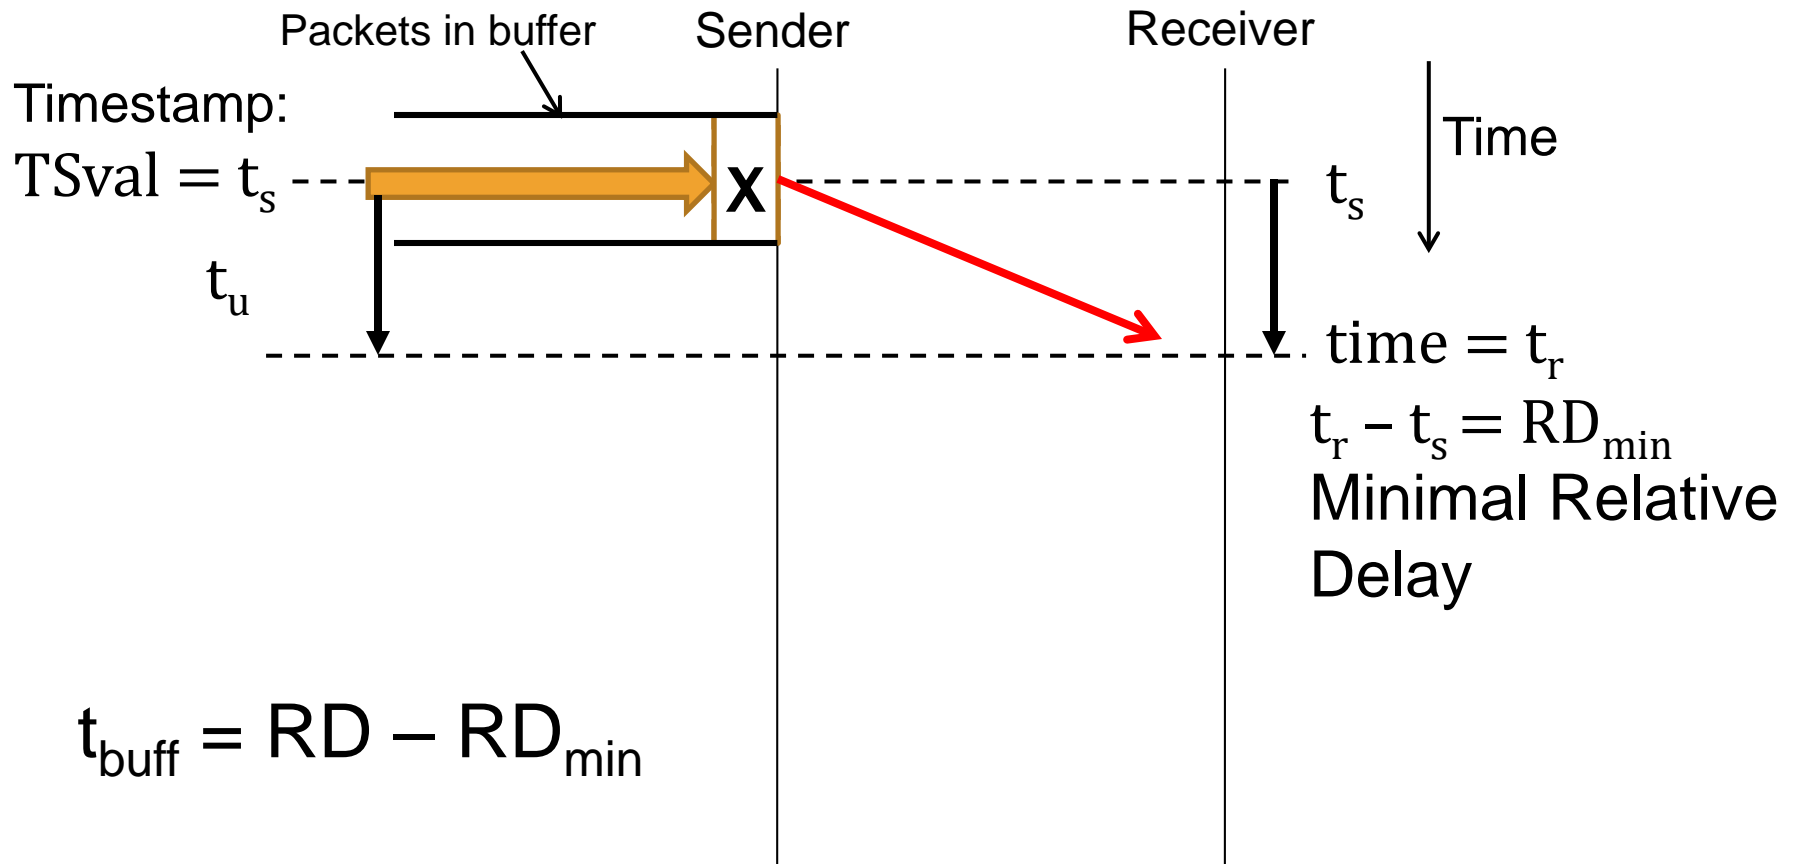 Packets in buffer
Sender
Receiver
Timestamp:
TSval = tₛ
X
tₛ
Time
tᵤ
time = tᵣ
tᵣ – tₛ = RDmin
Minimal Relative
Delay
tbuff = RD – RDmin